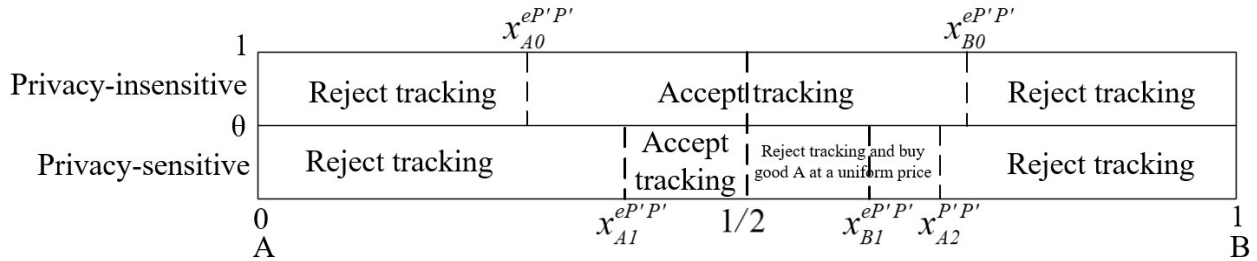 x_{A0}^{eP'P'} x_{B0}^{eP'P'}
1
Privacy-insensitive Reject tracking Accept tracking Reject tracking
θ
Privacy-sensitive Reject tracking Accept tracking Reject tracking and buy good A at a uniform price Reject tracking
0 x_{A1}^{eP'P'} 1/2 x_{B1}^{eP'P'} x_{A2}^{P'P'} 1
A B